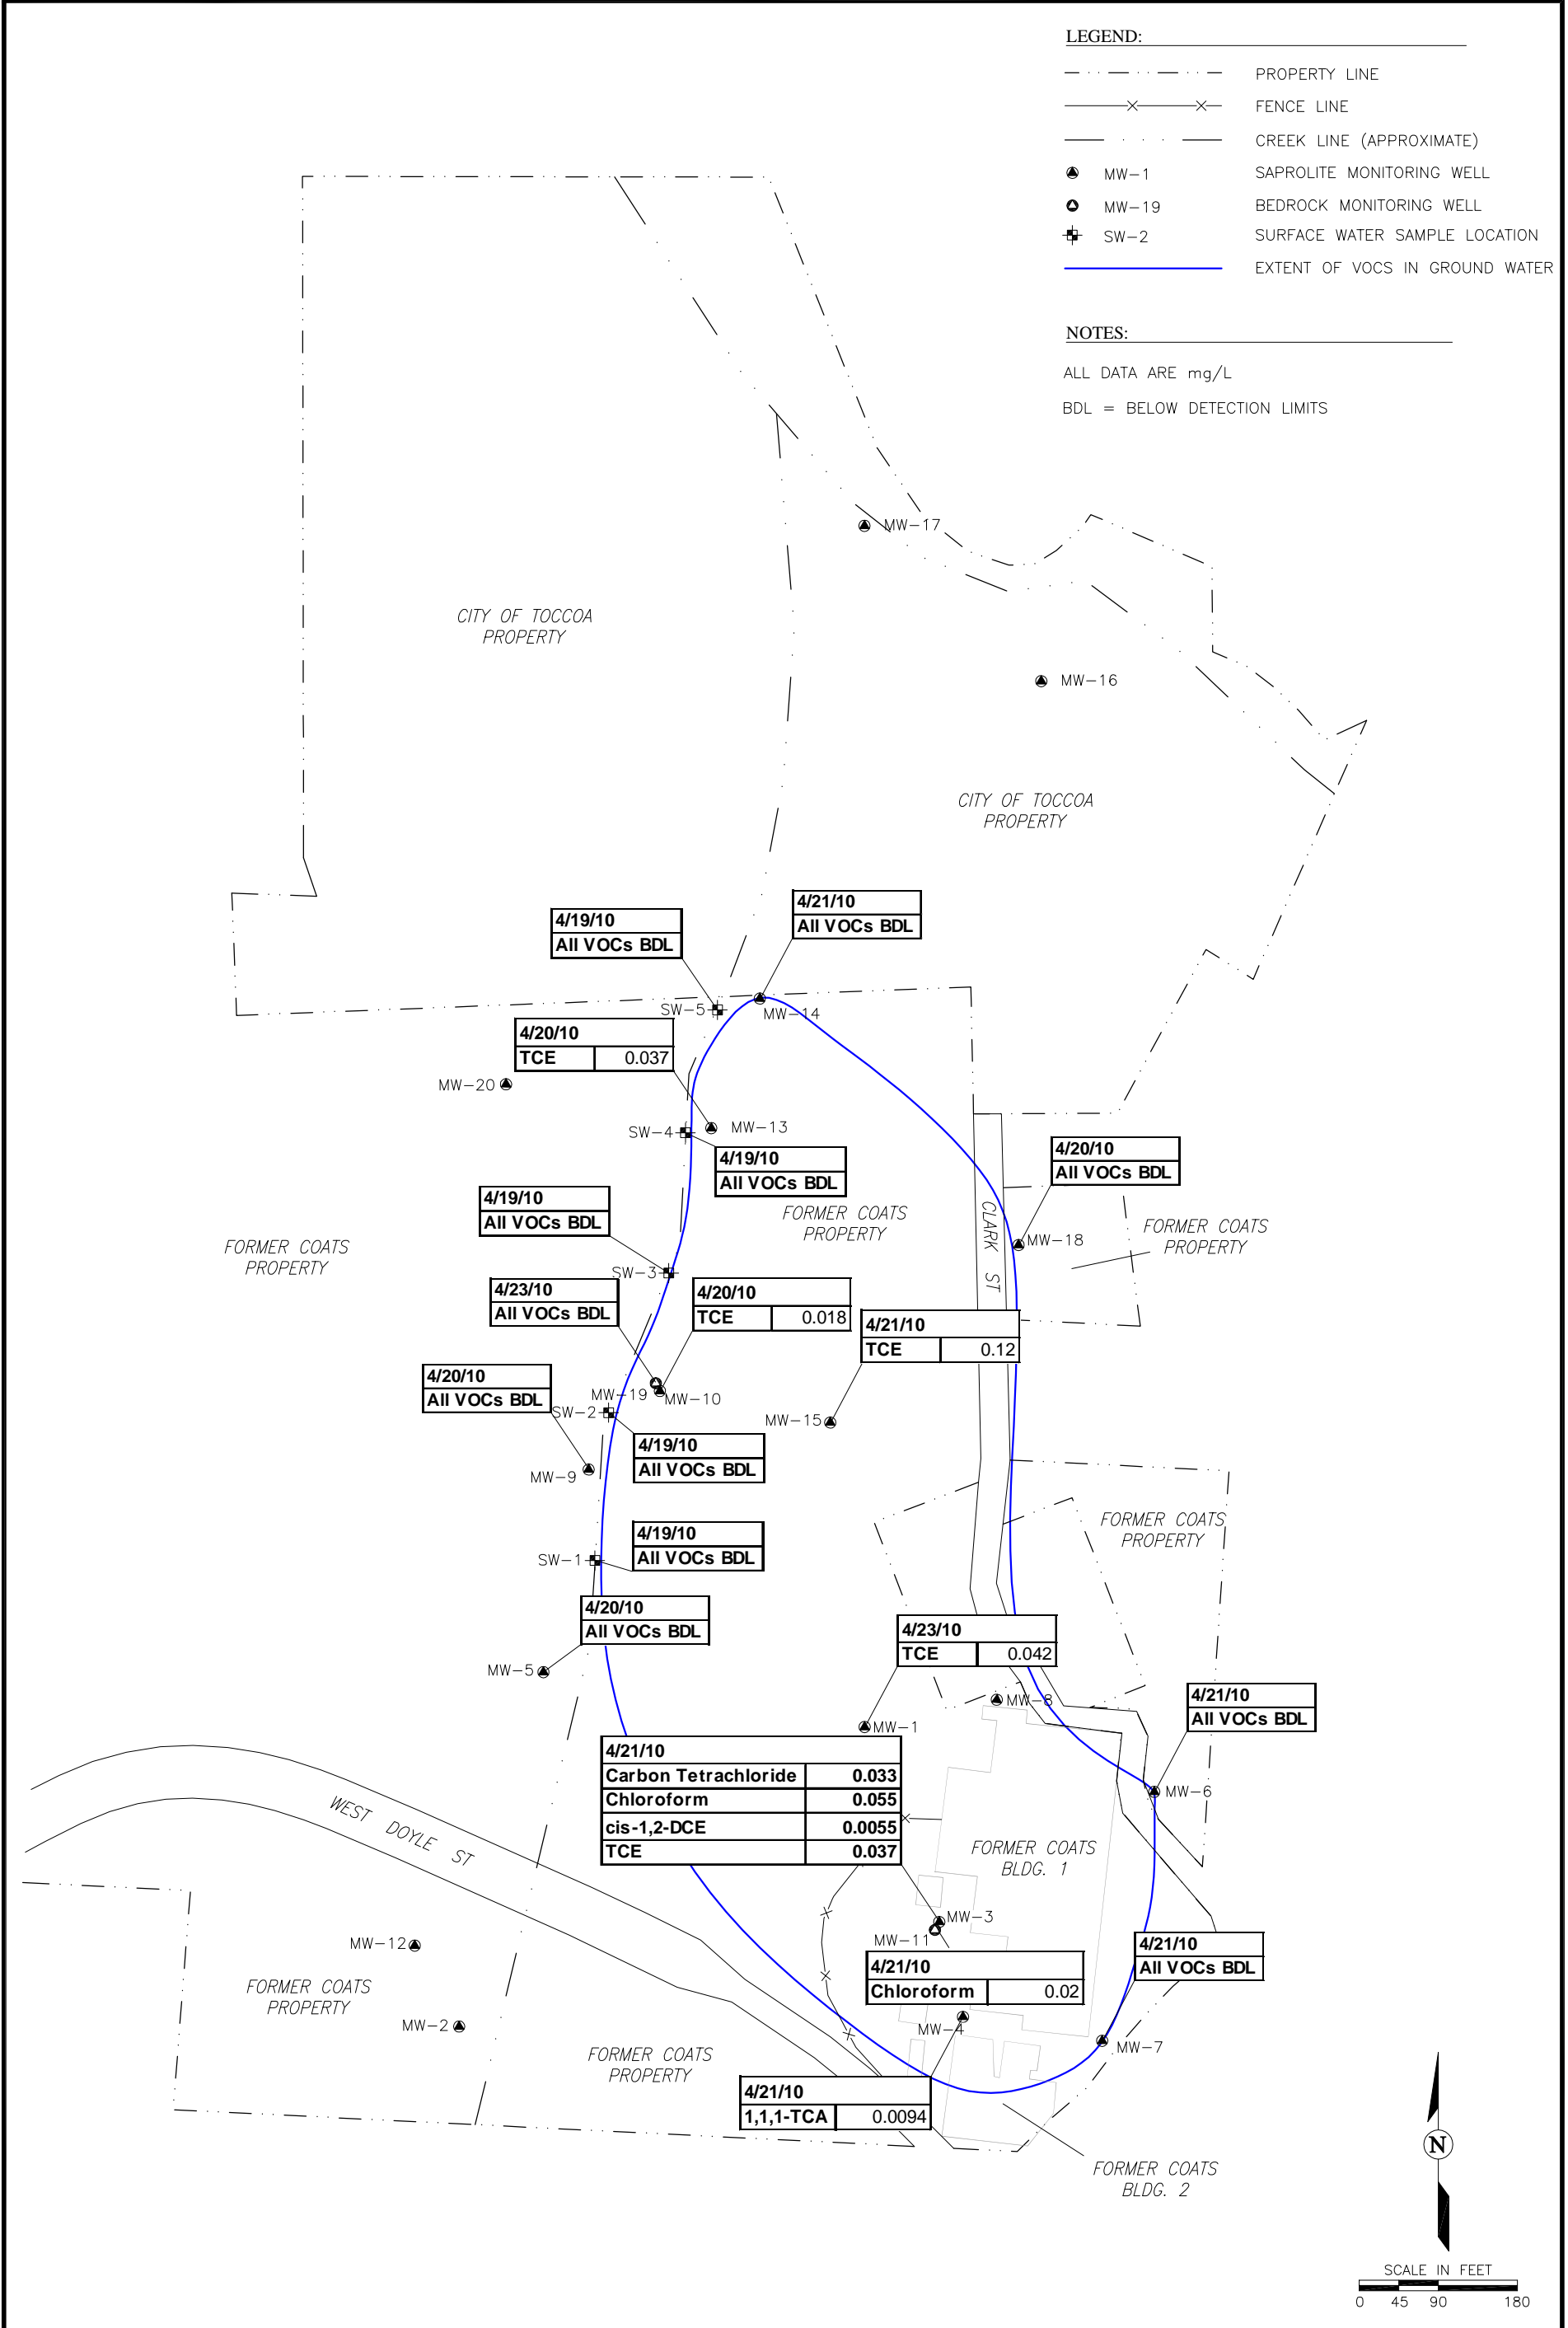 LEGEND:
PROPERTY LINE
FENCE LINE
CREEK LINE (APPROXIMATE)
MW-1 SAPROLITE MONITORING WELL
MW-19 BEDROCK MONITORING WELL
SW-2 SURFACE WATER SAMPLE LOCATION
EXTENT OF VOCS IN GROUND WATER
NOTES:
ALL DATA ARE mg/L
BDL = BELOW DETECTION LIMITS
MW-17
CITY OF TOCCOA
PROPERTY
MW-16
CITY OF TOCCOA
PROPERTY
4/21/10
All VOCs BDL
4/19/10
All VOCs BDL
SW-5
MW-14
4/20/10
TCE 0.037
MW-20
SW-4
MW-13
4/19/10
All VOCs BDL
4/20/10
All VOCs BDL
4/19/10
All VOCs BDL
FORMER COATS
PROPERTY
CLARK ST
FORMER COATS
PROPERTY
MW-18
FORMER COATS
PROPERTY
SW-3
4/23/10
All VOCs BDL
4/20/10
TCE 0.018
4/21/10
TCE 0.12
4/20/10
All VOCs BDL
MW-19
MW-10
SW-2
MW-15
4/19/10
All VOCs BDL
MW-9
FORMER COATS
PROPERTY
4/19/10
All VOCs BDL
SW-1
4/20/10
All VOCs BDL
4/23/10
TCE 0.042
MW-5
MW-8
4/21/10
All VOCs BDL
MW-1
4/21/10
Carbon Tetrachloride 0.033
Chloroform 0.055
cis-1,2-DCE 0.0055
TCE 0.037
MW-6
WEST DOYLE ST
FORMER COATS
BLDG. 1
MW-3
MW-11
MW-12
4/21/10
All VOCs BDL
4/21/10
Chloroform 0.02
FORMER COATS
PROPERTY
MW-2
MW-4
MW-7
FORMER COATS
PROPERTY
4/21/10
1,1,1-TCA 0.0094
N
FORMER COATS
BLDG. 2
SCALE IN FEET
0 45 90 180